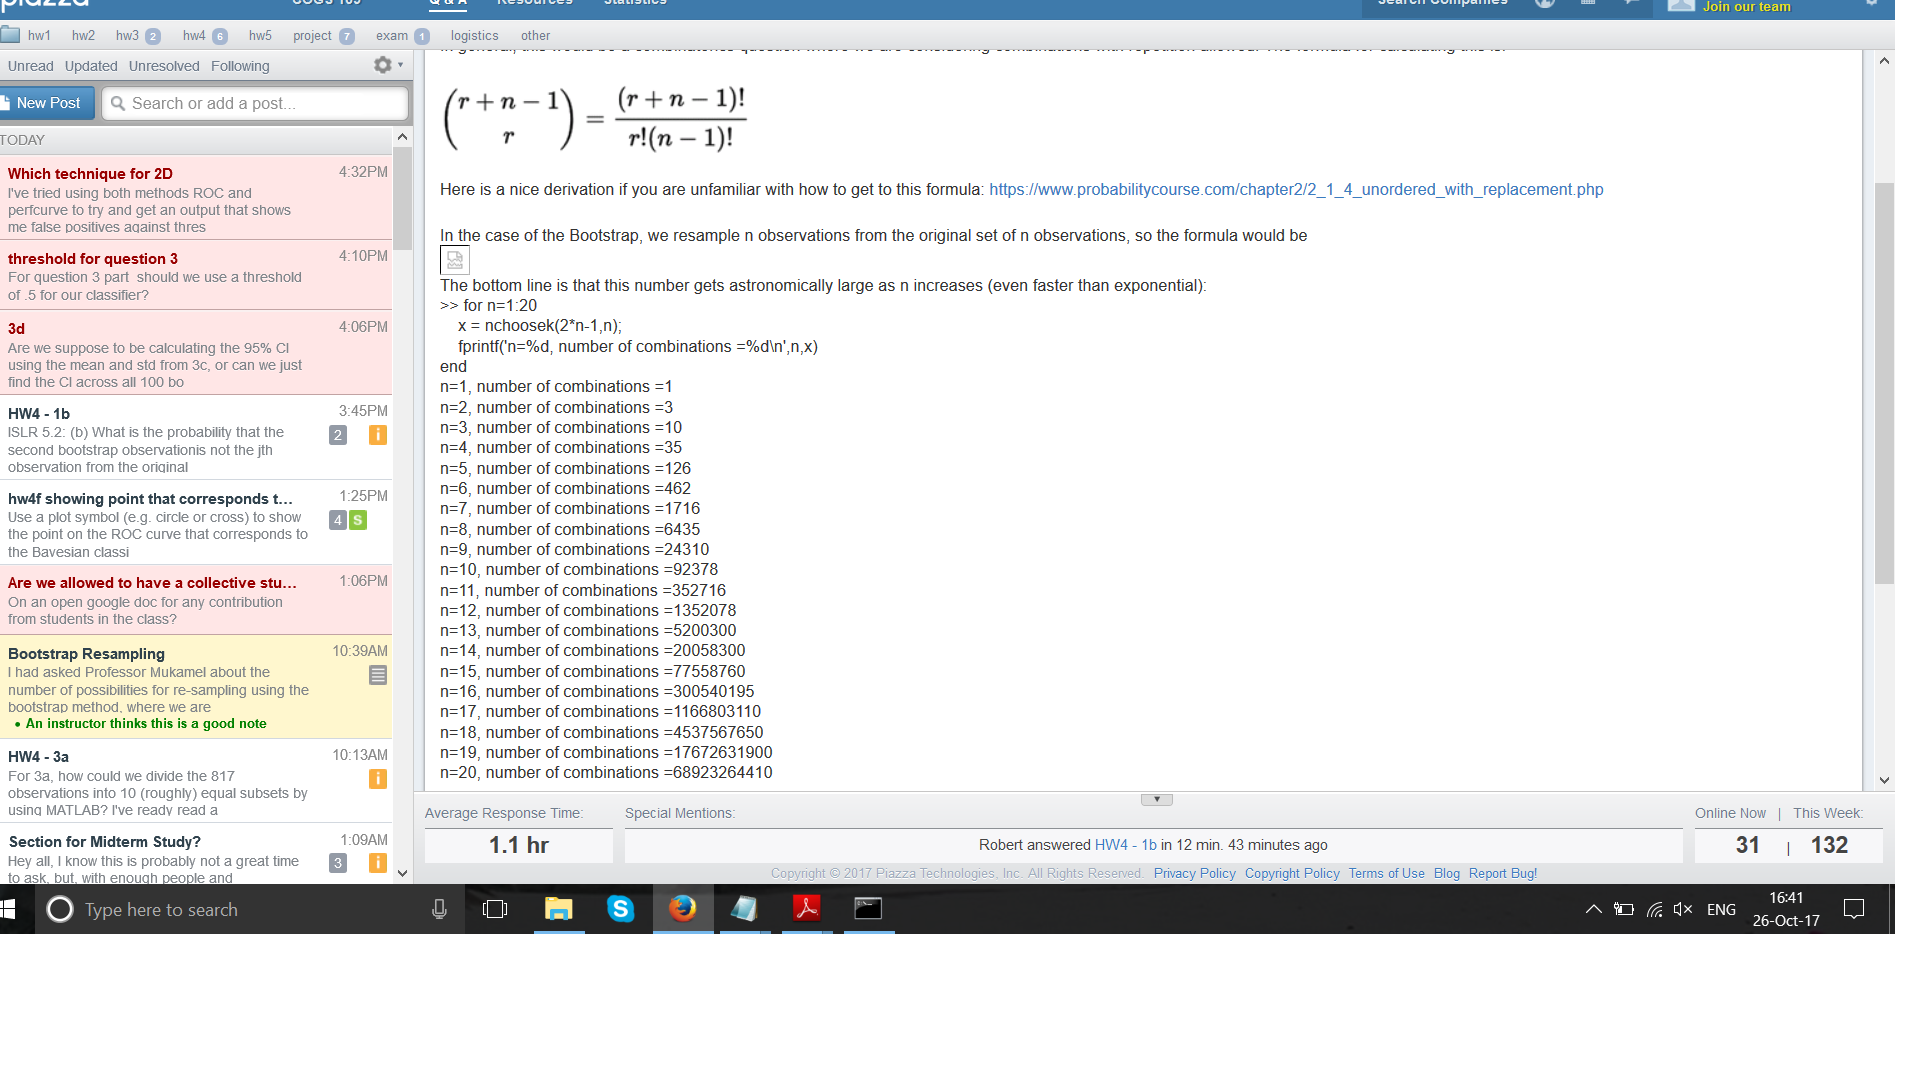 piazza
COGS 109
Q & A
Resources
Statistics
Search Companies
Join our team
hw1
hw2
hw3 2
hw4 6
hw5
project 7
exam 1
logistics
other
Unread Updated Unresolved Following
New Post
Search or add a post...
TODAY
Which technique for 2D 4:32PM
I've tried using both methods ROC and
perfcurve to try and get an output that shows
me false positives against thres
threshold for question 3 4:10PM
For question 3 part  should we use a threshold
of .5 for our classifier?
3d 4:06PM
Are we suppose to be calculating the 95% CI
using the mean and std from 3c, or can we just
find the CI across all 100 bo
HW4 - 1b 3:45PM
ISLR 5.2: (b) What is the probability that the 2 i
second bootstrap observationis not the jth
observation from the original
hw4f showing point that corresponds t... 1:25PM
Use a plot symbol (e.g. circle or cross) to show 4 S
the point on the ROC curve that corresponds to
the Bayesian classi
Are we allowed to have a collective stu... 1:06PM
On an open google doc for any contribution
from students in the class?
Bootstrap Resampling 10:39AM
I had asked Professor Mukamel about the
number of possibilities for re-sampling using the
bootstrap method, where we are
• An instructor thinks this is a good note
HW4 - 3a 10:13AM
For 3a, how could we divide the 817 i
observations into 10 (roughly) equal subsets by
using MATLAB? I've ready read a
Section for Midterm Study? 1:09AM
Hey all, I know this is probably not a great time 3 i
to ask, but, with enough people and
In general, this would be a combinatorics question where we are considering combinations with repetition allowed. The formula for calculating this is:
(r + n − 1 r) = (r + n − 1)! / r!(n − 1)!
Here is a nice derivation if you are unfamiliar with how to get to this formula: https://www.probabilitycourse.com/chapter2/2_1_4_unordered_with_replacement.php
In the case of the Bootstrap, we resample n observations from the original set of n observations, so the formula would be
The bottom line is that this number gets astronomically large as n increases (even faster than exponential):
>> for n=1:20
x = nchoosek(2*n-1,n);
fprintf('n=%d, number of combinations =%d\n',n,x)
end
n=1, number of combinations =1
n=2, number of combinations =3
n=3, number of combinations =10
n=4, number of combinations =35
n=5, number of combinations =126
n=6, number of combinations =462
n=7, number of combinations =1716
n=8, number of combinations =6435
n=9, number of combinations =24310
n=10, number of combinations =92378
n=11, number of combinations =352716
n=12, number of combinations =1352078
n=13, number of combinations =5200300
n=14, number of combinations =20058300
n=15, number of combinations =77558760
n=16, number of combinations =300540195
n=17, number of combinations =1166803110
n=18, number of combinations =4537567650
n=19, number of combinations =17672631900
n=20, number of combinations =68923264410
Average Response Time:
1.1 hr
Special Mentions:
Robert answered HW4 - 1b in 12 min. 43 minutes ago
Online Now | This Week:
31 | 132
Copyright © 2017 Piazza Technologies, Inc. All Rights Reserved. Privacy Policy Copyright Policy Terms of Use Blog Report Bug!
Type here to search
ENG
16:41
26-Oct-17